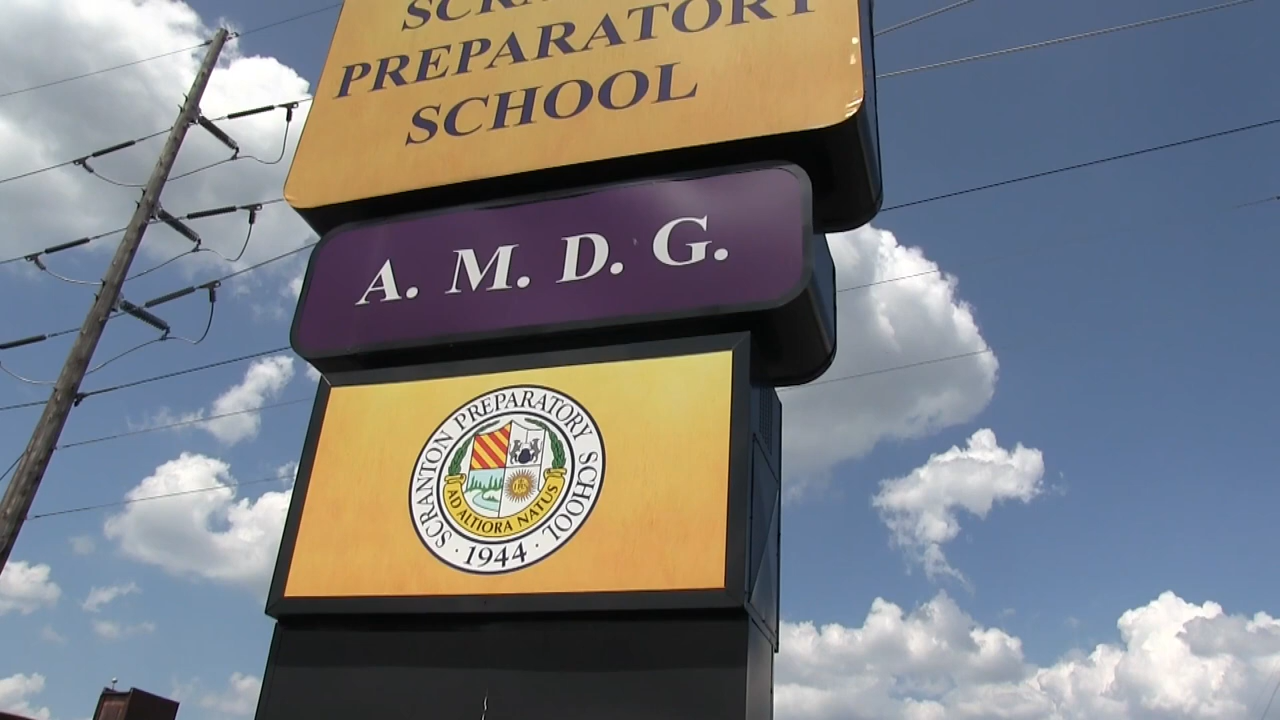 PREPARATORY
SCHOOL
A. M. D. G.
SCRANTON PREPARATORY SCHOOL
AD ALTIORA NATUS
· 1944 ·